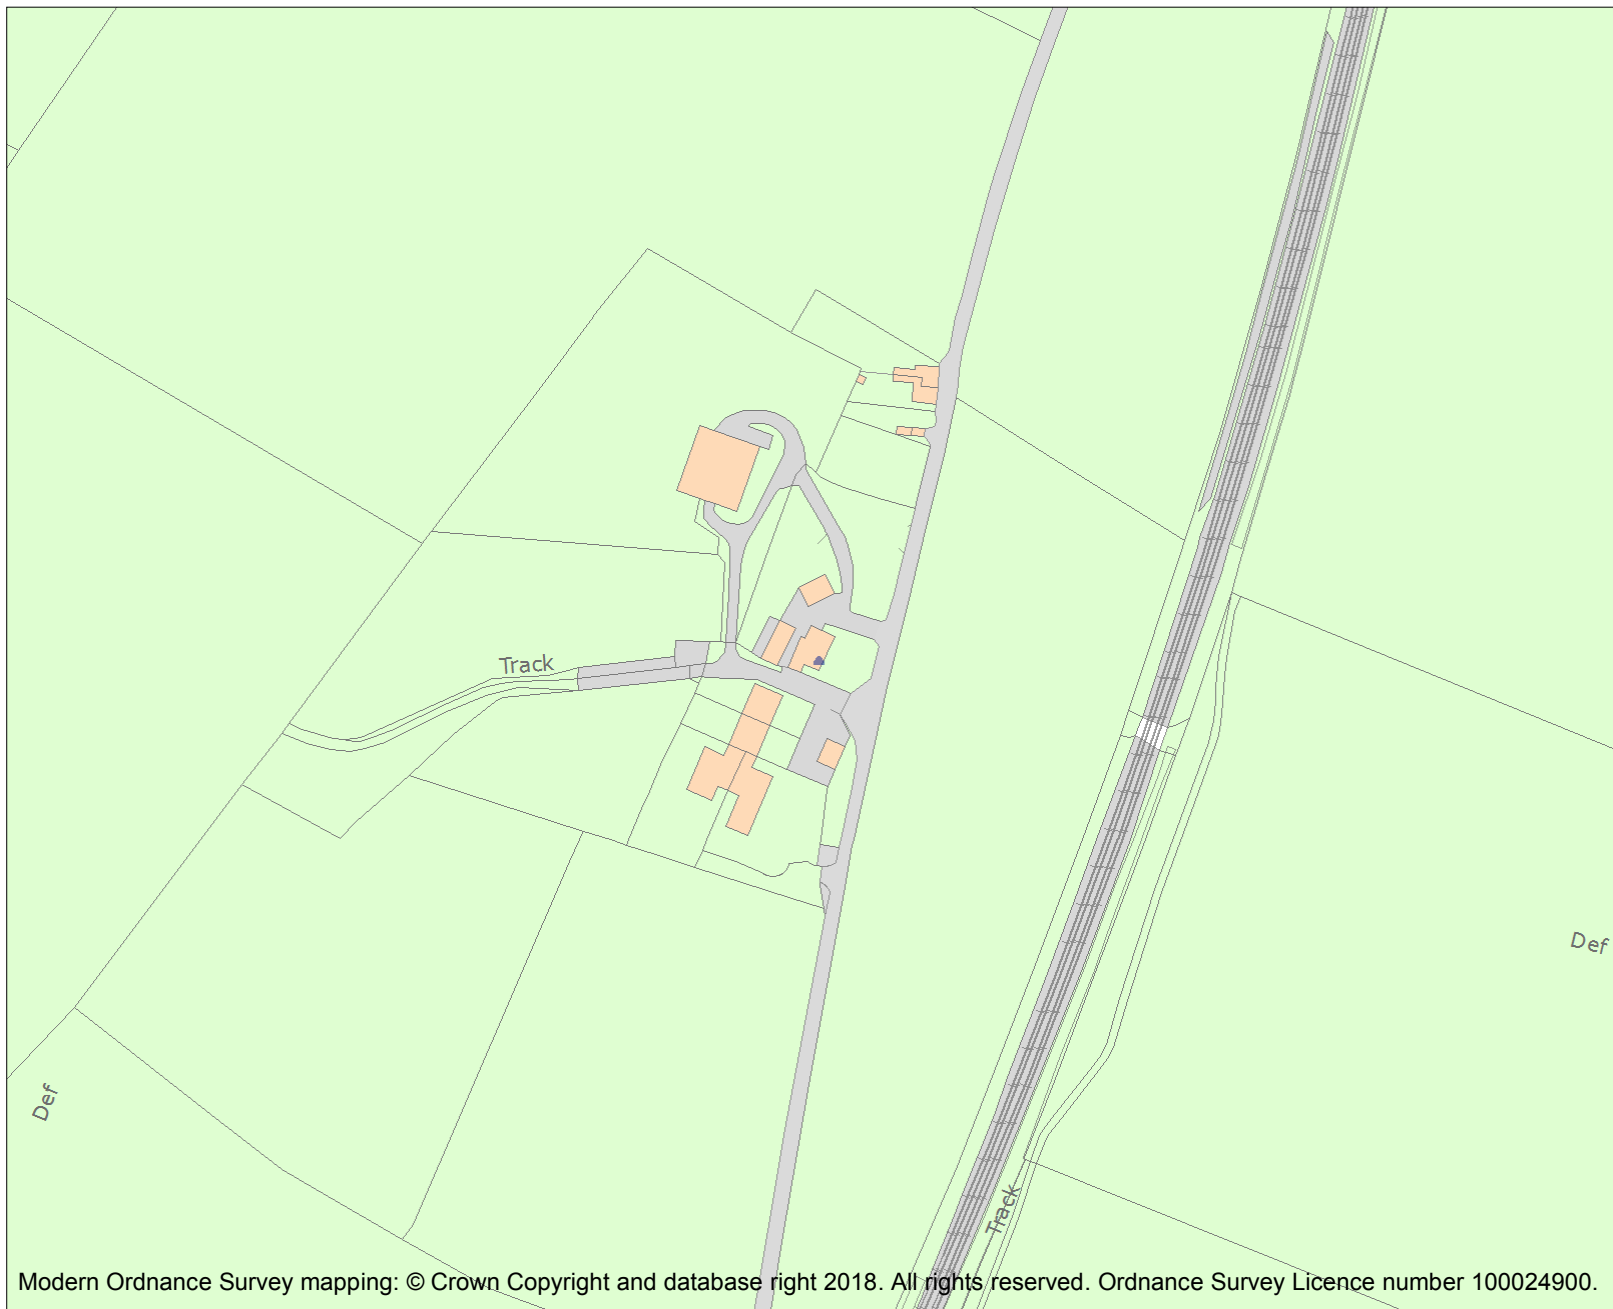 Track
Def
Def
Track
Modern Ordnance Survey mapping: © Crown Copyright and database right 2018. All rights reserved. Ordnance Survey Licence number 100024900.